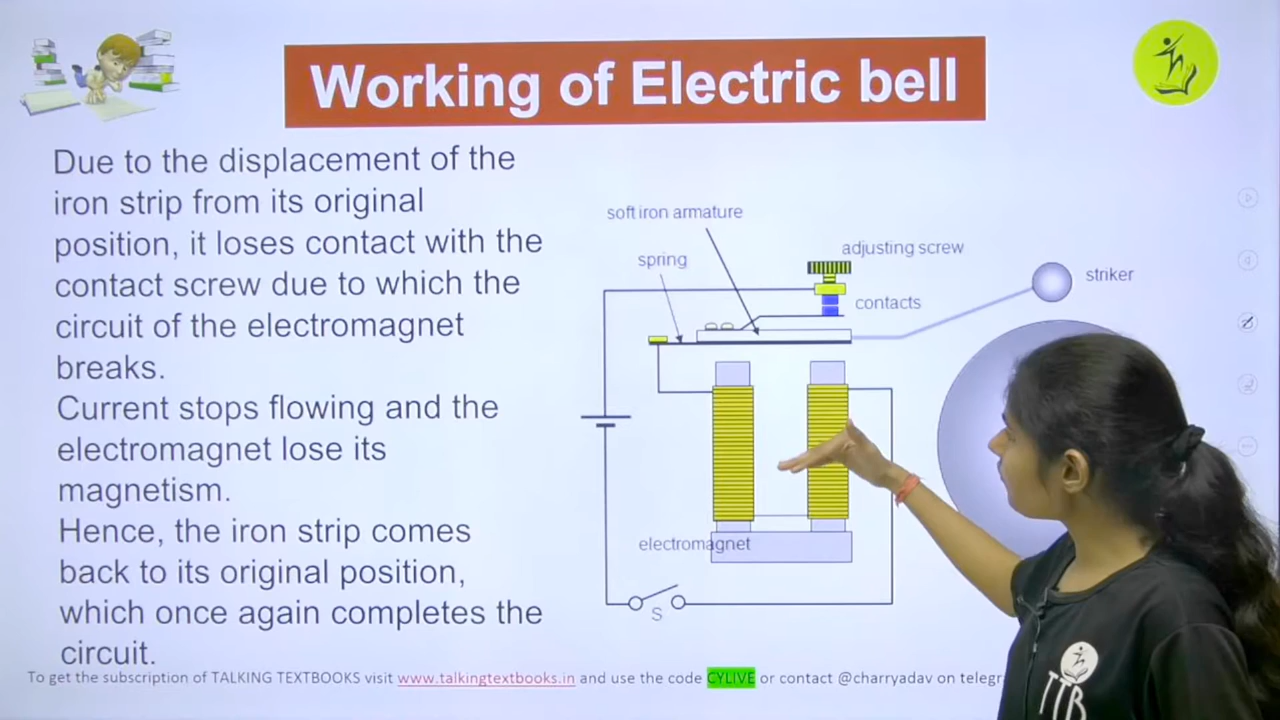 Working of Electric bell
Due to the displacement of the
iron strip from its original
position, it loses contact with the
contact screw due to which the
circuit of the electromagnet
breaks.
Current stops flowing and the
electromagnet lose its
magnetism.
Hence, the iron strip comes
back to its original position,
which once again completes the
circuit.
soft iron armature
spring
adjusting screw
contacts
striker
electromagnet
S
To get the subscription of TALKING TEXTBOOKS visit www.talkingtextbooks.in and use the code CYLIVE or contact @charryadav on telegr
TTB